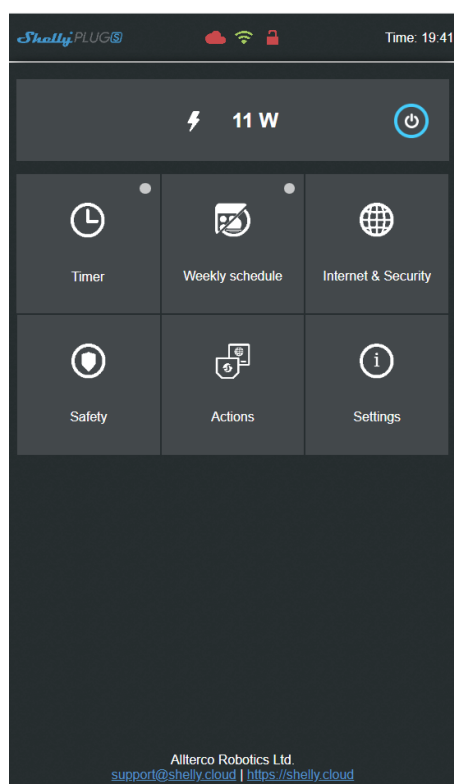 Shelly PLUG S Time: 19:41
11 W
Timer Weekly schedule Internet & Security
Safety Actions Settings
Allterco Robotics Ltd.
support@shelly.cloud | https://shelly.cloud